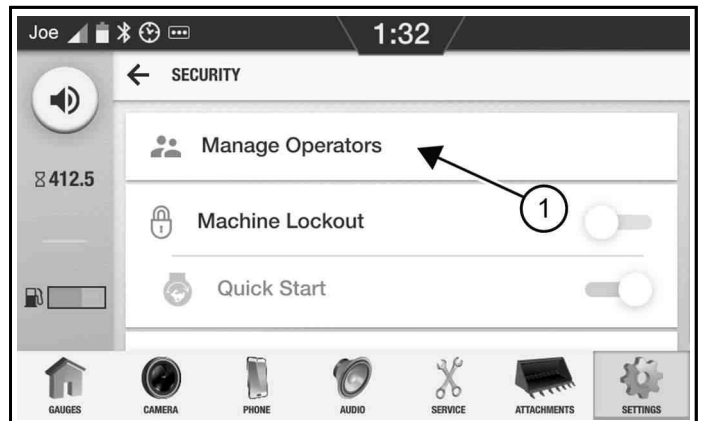 Joe
1:32
SECURITY
412.5
Manage Operators
1
Machine Lockout
Quick Start
GAUGES
CAMERA
PHONE
AUDIO
SERVICE
ATTACHMENTS
SETTINGS